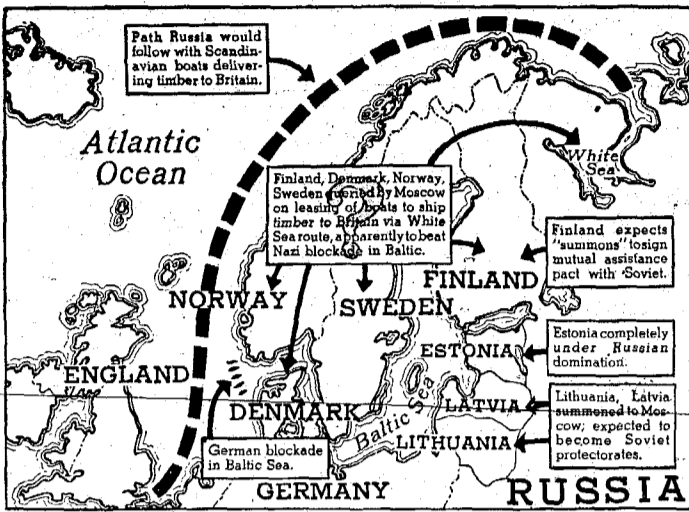 Path Russia would
follow with Scandin-
avian boats deliver-
ing timber to Britain.
Atlantic
Ocean
White
Sea
Finland, Denmark, Norway,
Sweden queried by Moscow
on leasing of boats to ship
timber to Britain via White
Sea route, apparently to beat
Nazi blockade in Baltic.
Finland expects
"summons" to sign
mutual assistance
pact with Soviet.
FINLAND
NORWAY
SWEDEN
Estonia completely
under Russian
domination.
ESTONIA
ENGLAND
Lithuania, Latvia
summoned to Mos-
cow; expected to
become Soviet
protectorates.
DENMARK
Baltic Sea
LATVIA
LITHUANIA
German blockade
in Baltic Sea.
GERMANY
RUSSIA